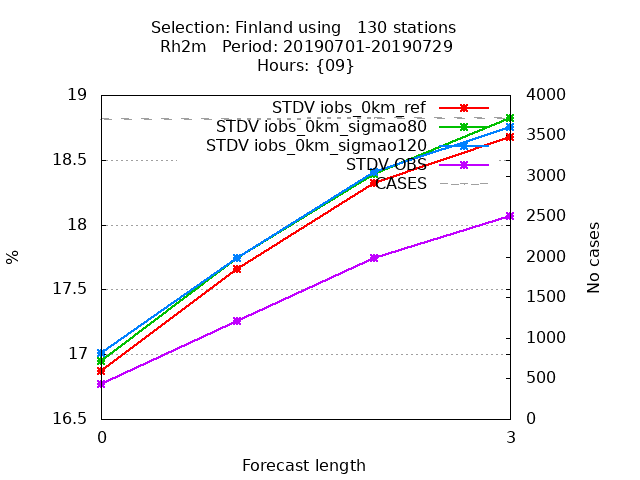 Selection: Finland using   130 stations
Rh2m   Period: 20190701-20190729
Hours: {09}
19
18.5
18
17.5
17
16.5
%
STDV iobs_0km_ref
STDV iobs_0km_sigmao80
STDV iobs_0km_sigmao120
STDV OBS
CASES
4000
3500
3000
2500
2000
1500
1000
500
0
No cases
0
3
Forecast length